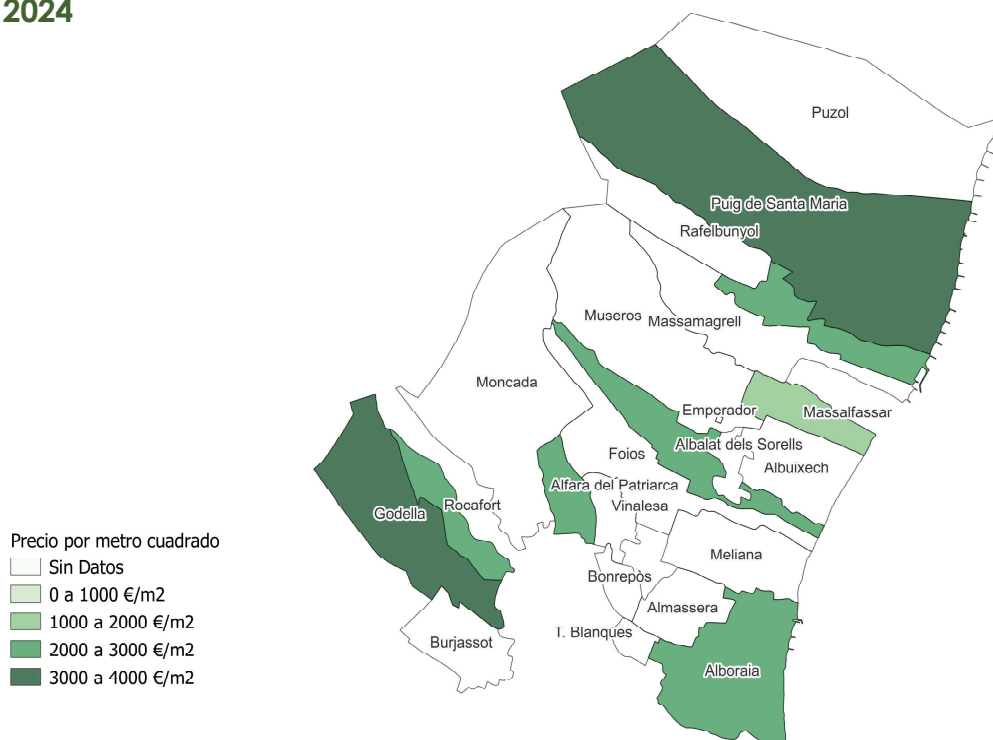 2024
Puzol
Puig de Santa Maria
Rafelbunyol
Museros
Massamagrell
Moncada
Emperador
Massalfassar
Albalat dels Sorells
Foios
Albuixech
Alfara del Patriarca
Rocafort
Vinalesa
Godella
Meliana
Bonrepòs
Almassera
T. Blanques
Burjassot
Alboraia
Precio por metro cuadrado
Sin Datos
0 a 1000 €/m2
1000 a 2000 €/m2
2000 a 3000 €/m2
3000 a 4000 €/m2